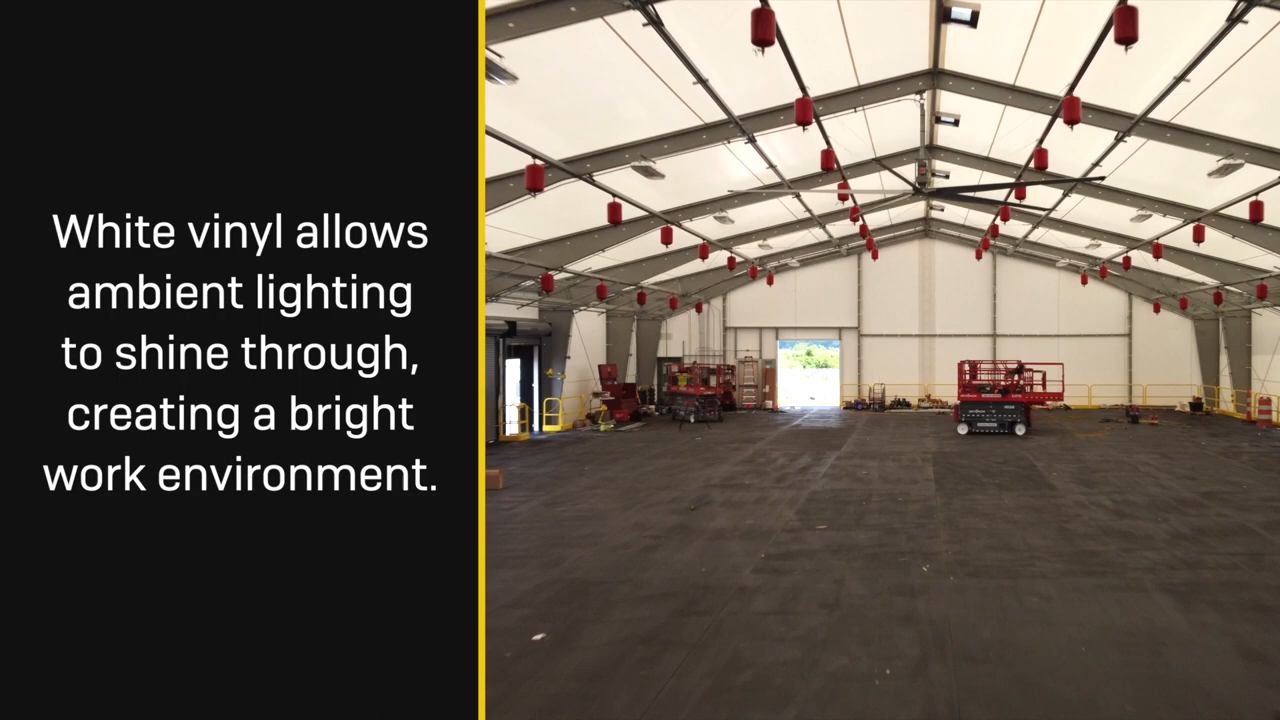 White vinyl allows
ambient lighting
to shine through,
creating a bright
work environment.